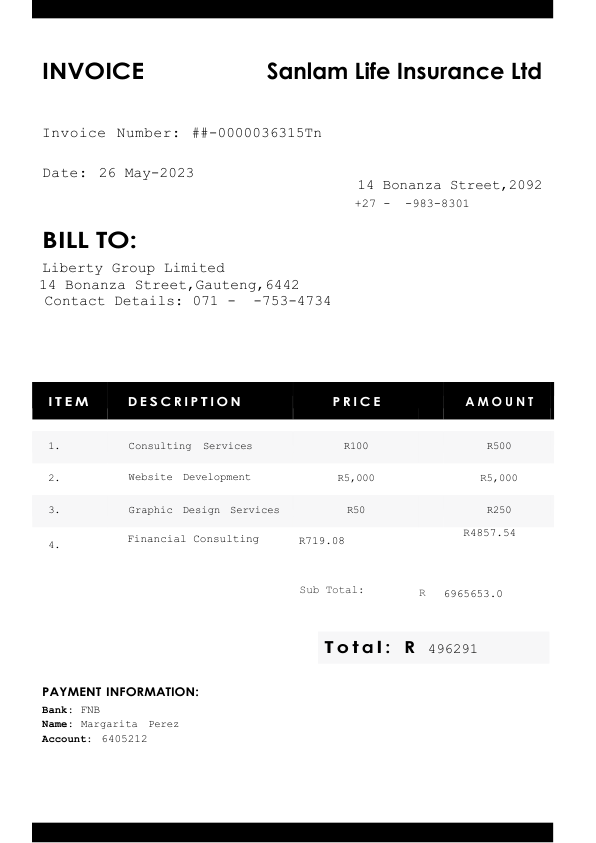 INVOICE Sanlam Life Insurance Ltd
Invoice Number: ##-0000036315Tn
Date: 26 May-2023
14 Bonanza Street,2092
+27 -  -983-8301
BILL TO:
Liberty Group Limited
14 Bonanza Street,Gauteng,6442
Contact Details: 071 -  -753-4734
ITEM DESCRIPTION PRICE AMOUNT
1. Consulting Services R100 R500
2. Website Development R5,000 R5,000
3. Graphic Design Services R50 R250
4. Financial Consulting R719.08 R4857.54
Sub Total: R 6965653.0
Total: R 496291
PAYMENT INFORMATION:
Bank: FNB
Name: Margarita Perez
Account: 6405212